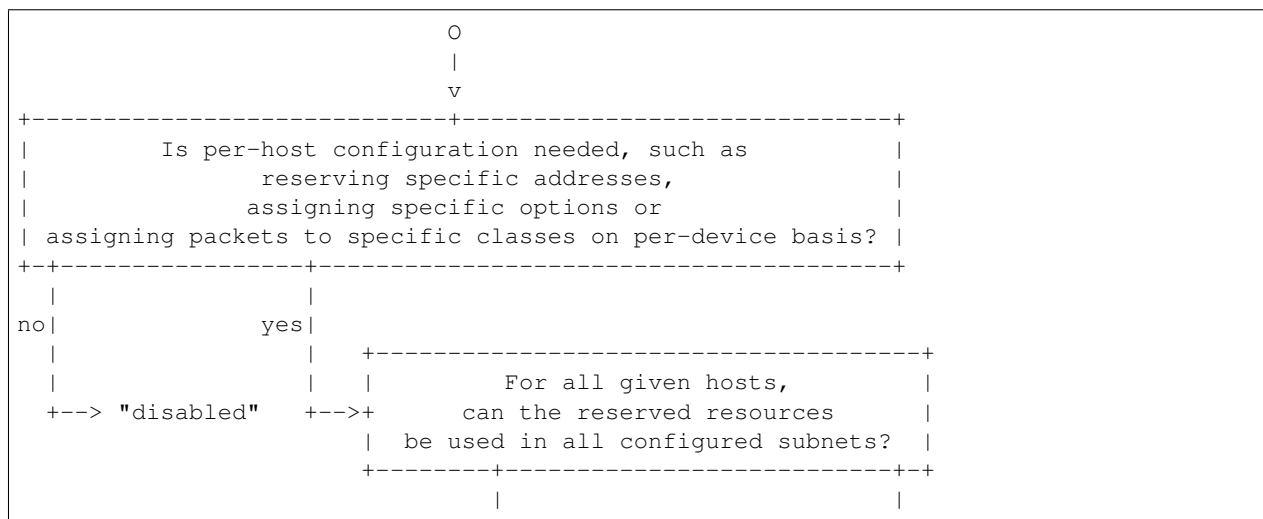 O
                              |
                              v
+-----------------------------+------------------------------+
|         Is per-host configuration needed, such as          |
|                reserving specific addresses,               |
|               assigning specific options or                |
| assigning packets to specific classes on per-device basis? |
+-+-----------------+----------------------------------------+
  |                 |
no|              yes|
  |                 |   +--------------------------------------+
  |                 |   |         For all given hosts,         |
  +--> "disabled"   +-->+      can the reserved resources      |
                        |  be used in all configured subnets?  |
                        +--------+---------------------------+-+
                                 |                           |